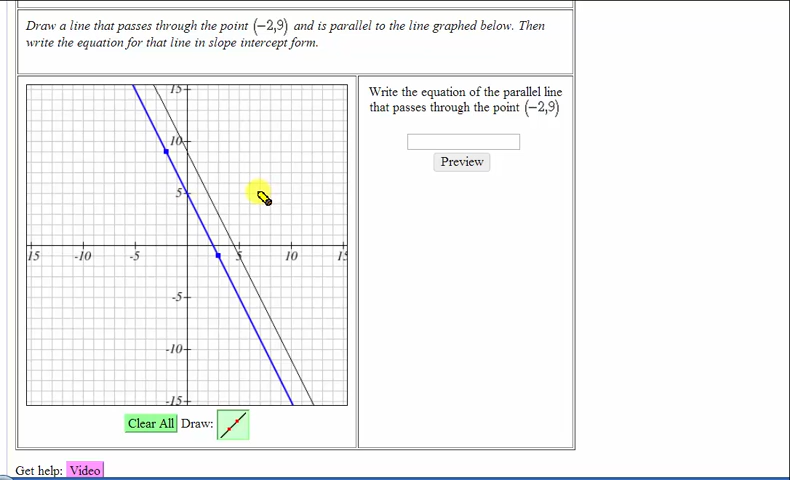 Draw a line that passes through the point (−2,9) and is parallel to the line graphed below. Then
write the equation for that line in slope intercept form.
Write the equation of the parallel line
that passes through the point (−2,9)
Preview
15
10
5
15 -10 -5 5 10 15
-5
-10
-15
Clear All Draw:
Get help: Video